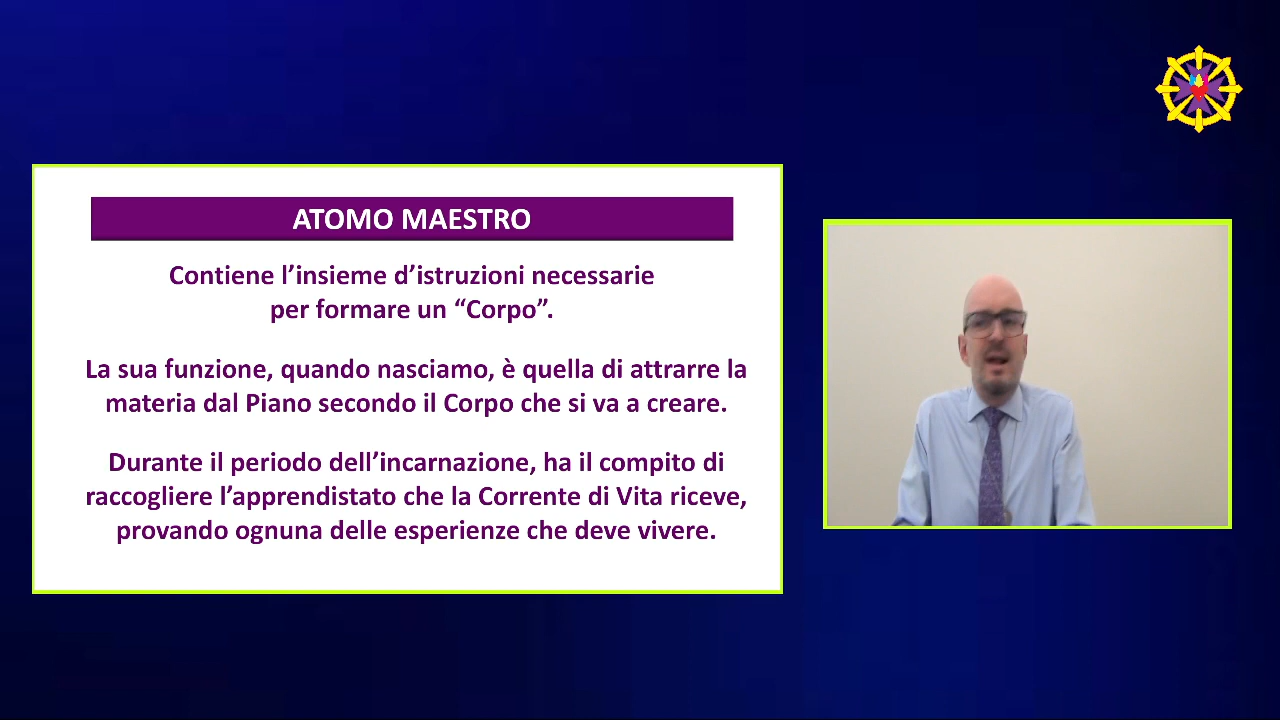 ATOMO MAESTRO
Contiene l’insieme d’istruzioni necessarie
per formare un “Corpo”.
La sua funzione, quando nasciamo, è quella di attrarre la
materia dal Piano secondo il Corpo che si va a creare.
Durante il periodo dell’incarnazione, ha il compito di
raccogliere l’apprendistato che la Corrente di Vita riceve,
provando ognuna delle esperienze che deve vivere.